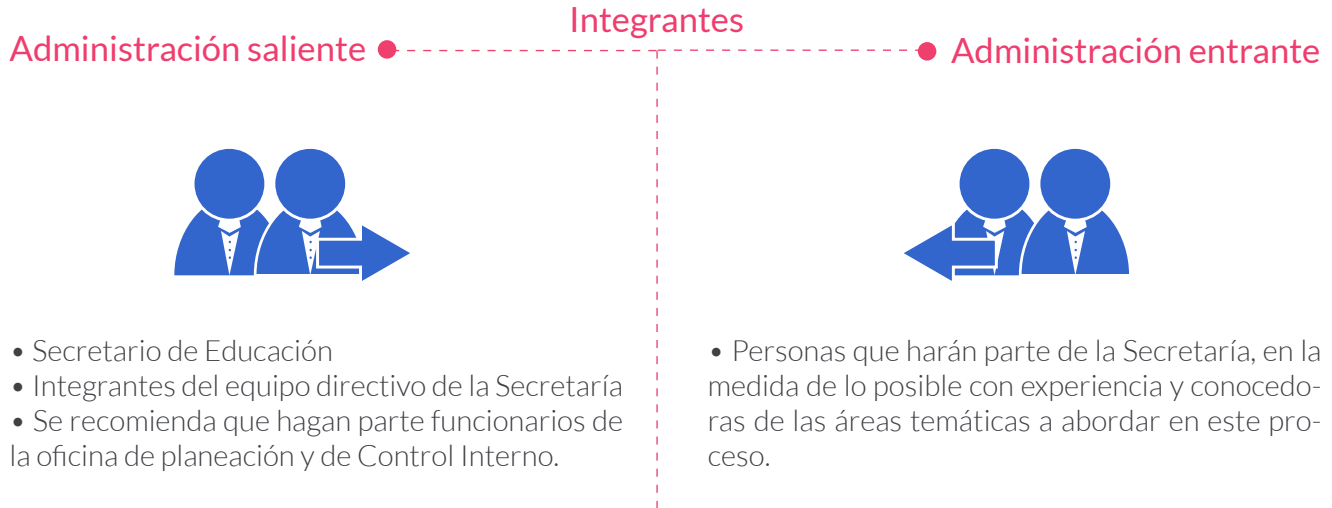 Integrantes
Administración saliente
Administración entrante
• Secretario de Educación
• Integrantes del equipo directivo de la Secretaría
• Se recomienda que hagan parte funcionarios de
la oficina de planeación y de Control Interno.
• Personas que harán parte de la Secretaría, en la
medida de lo posible con experiencia y conocedo-
ras de las áreas temáticas a abordar en este pro-
ceso.